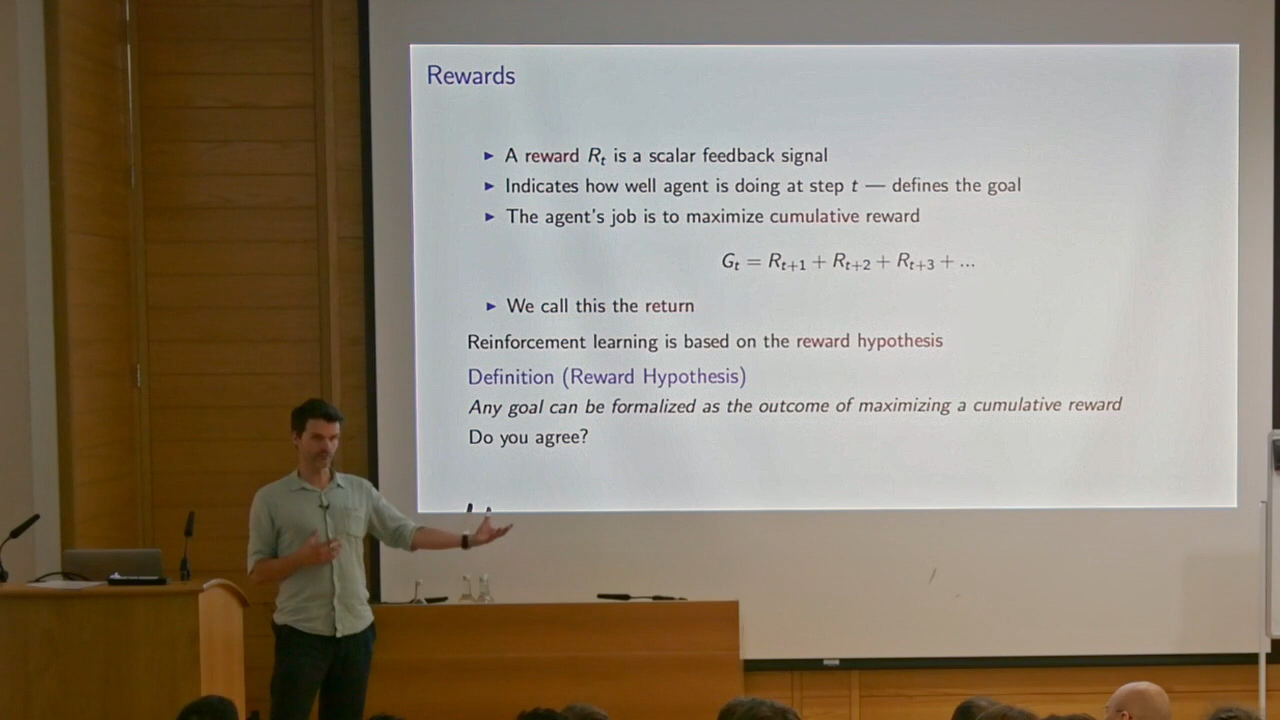 Rewards
► A reward Rₜ is a scalar feedback signal
► Indicates how well agent is doing at step t — defines the goal
► The agent's job is to maximize cumulative reward
Gₜ = Rₜ₊₁ + Rₜ₊₂ + Rₜ₊₃ + ...
► We call this the return
Reinforcement learning is based on the reward hypothesis
Definition (Reward Hypothesis)
Any goal can be formalized as the outcome of maximizing a cumulative reward
Do you agree?